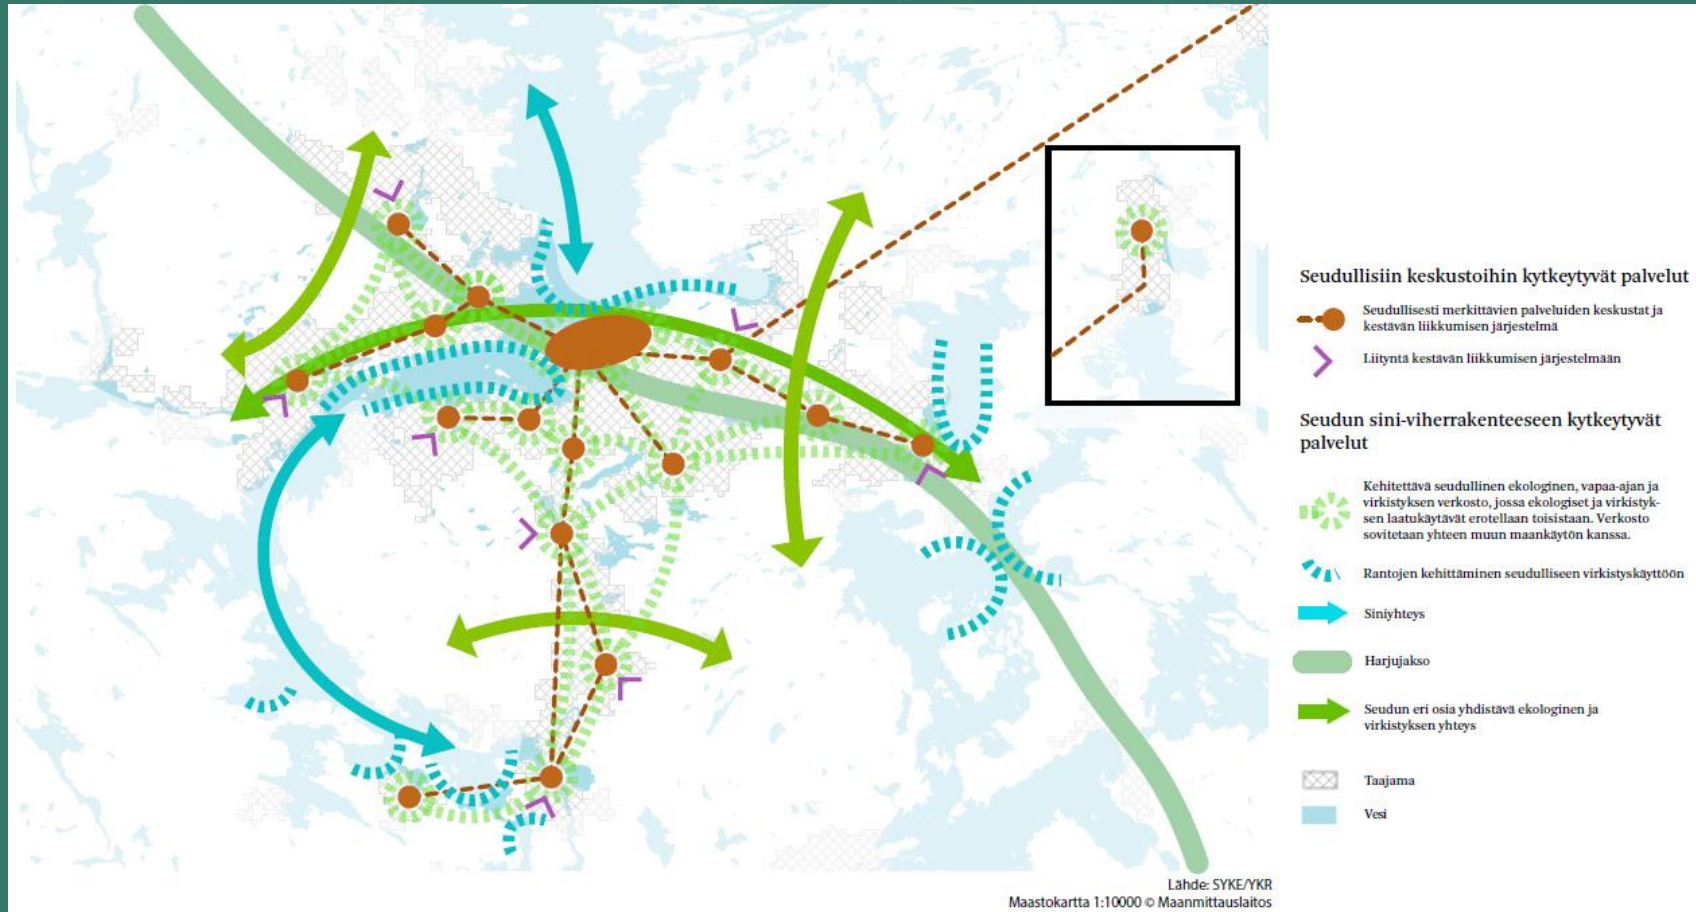 Seudullisiin keskustoihin kytkeytyvät palvelut
Seudullisesti merkittävien palveluiden keskustat ja
kestävän liikkumisen järjestelmä
Liityntä kestävän liikkumisen järjestelmään
Seudun sini-viherrakenteeseen kytkeytyvät
palvelut
Kehitettävä seudullinen ekologinen, vapaa-ajan ja
virkistyksen verkosto, jossa ekologiset ja virkistyk-
sen laatukäytävät erotellaan toisistaan. Verkosto
sovitetaan yhteen muun maankäytön kanssa.
Rantojen kehittäminen seudulliseen virkistyskäyttöön
Siniyhteys
Harjujakso
Seudun eri osia yhdistävä ekologinen ja
virkistyksen yhteys
Taajama
Vesi
Lähde: SYKE/YKR
Maastokartta 1:10000 © Maanmittauslaitos